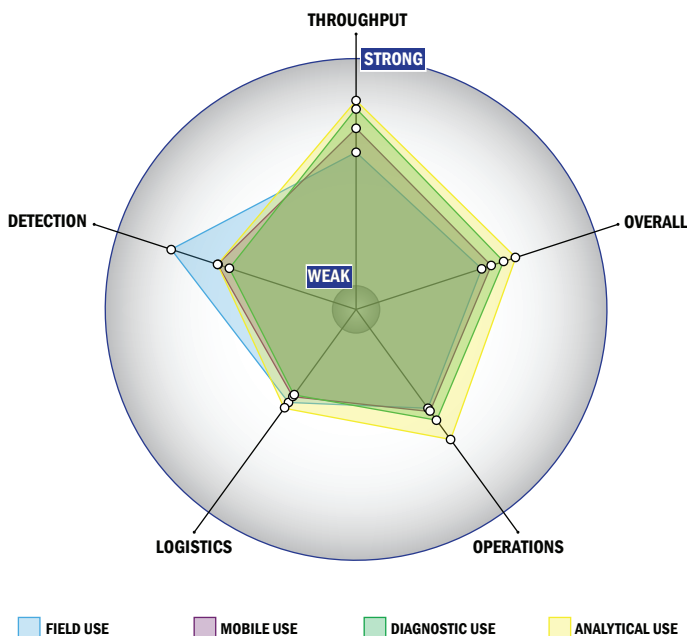 THROUGHPUT
STRONG
DETECTION
OVERALL
WEAK
LOGISTICS
OPERATIONS
FIELD USE
MOBILE USE
DIAGNOSTIC USE
ANALYTICAL USE